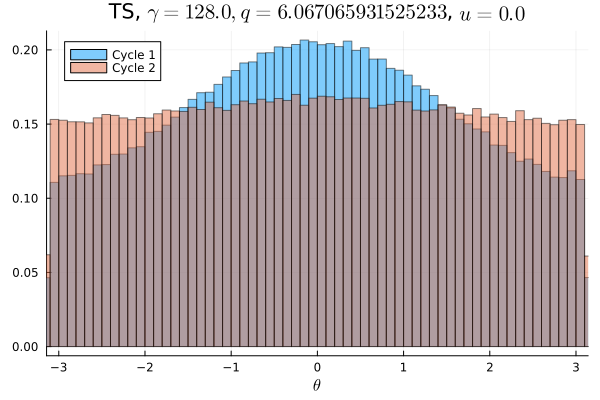 TS, γ = 128.0, q = 6.067065931525233, u = 0.0
Cycle 1
Cycle 2
0.20
0.15
0.10
0.05
0.00
−3 −2 −1 0 1 2 3
θ